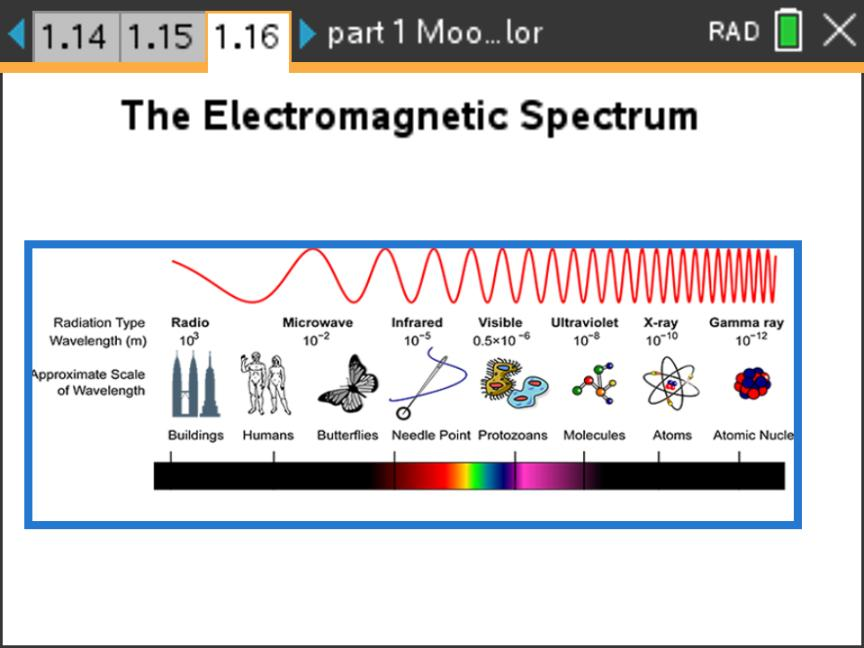 1.14 1.15 1.16 part 1 Moo...lor RAD
The Electromagnetic Spectrum
Radiation Type Radio Microwave Infrared Visible Ultraviolet X-ray Gamma ray
Wavelength (m) 10³ 10⁻² 10⁻⁵ 0.5×10⁻⁶ 10⁻⁸ 10⁻¹⁰ 10⁻¹²
Approximate Scale
of Wavelength
Buildings Humans Butterflies Needle Point Protozoans Molecules Atoms Atomic Nucle